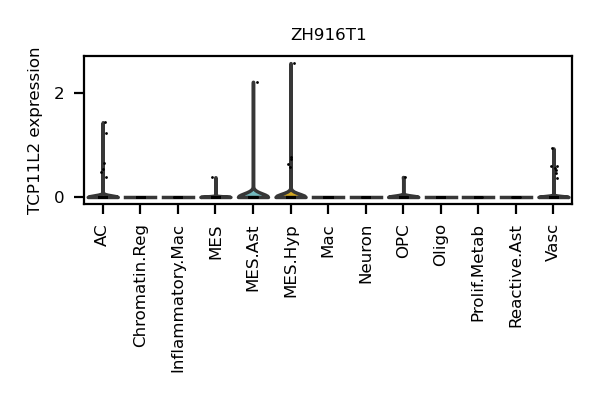 ZH916T1
TCP11L2 expression
2
0
AC
Chromatin.Reg
Inflammatory.Mac
MES
MES.Ast
MES.Hyp
Mac
Neuron
OPC
Oligo
Prolif.Metab
Reactive.Ast
Vasc